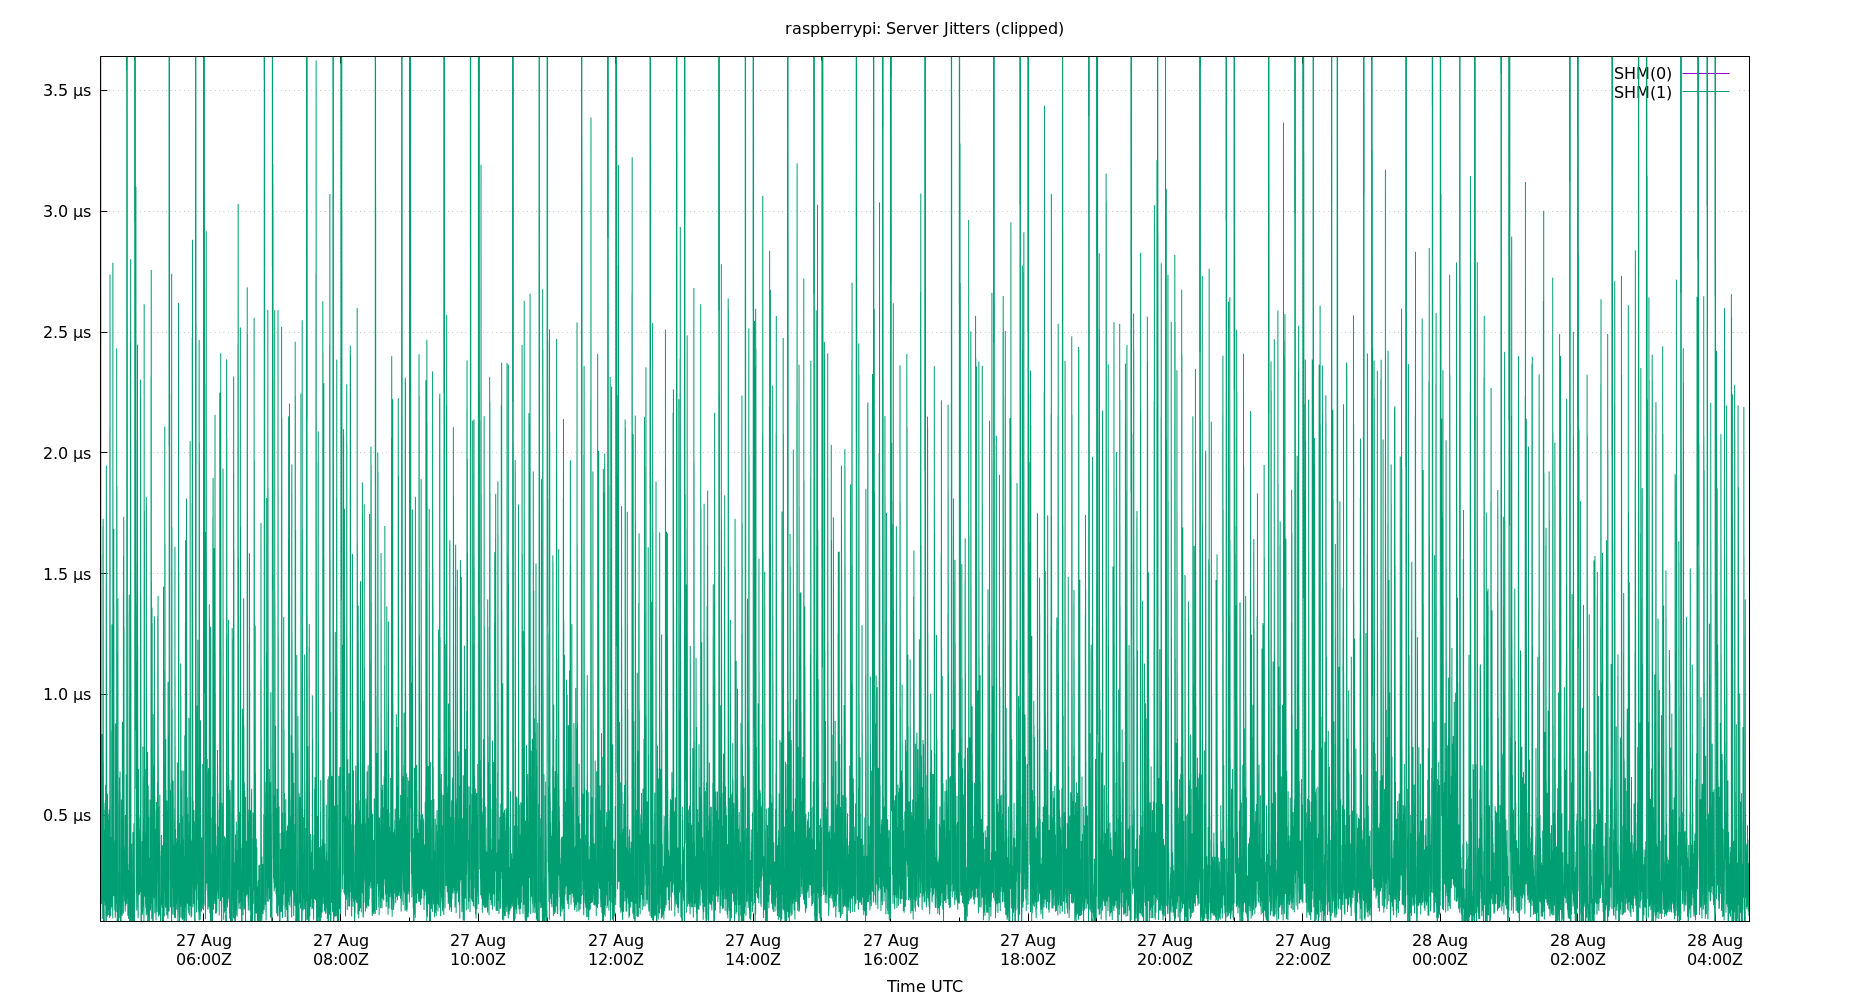 raspberrypi: Server Jitters (clipped)
SHM(0)
SHM(1)
3.5 µs
3.0 µs
2.5 µs
2.0 µs
1.5 µs
1.0 µs
0.5 µs
27 Aug 27 Aug 27 Aug 27 Aug 27 Aug 27 Aug 27 Aug 27 Aug 27 Aug 28 Aug 28 Aug 28 Aug
06:00Z 08:00Z 10:00Z 12:00Z 14:00Z 16:00Z 18:00Z 20:00Z 22:00Z 00:00Z 02:00Z 04:00Z
Time UTC